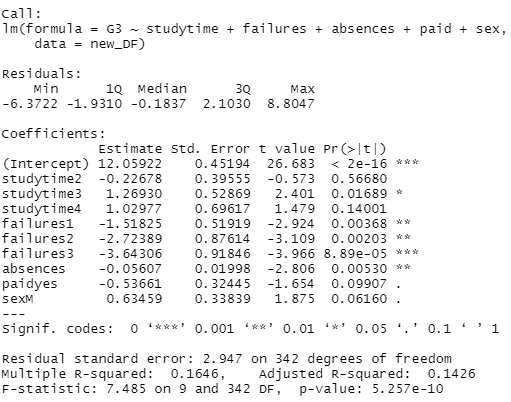 Call:
lm(formula = G3 ~ studytime + failures + absences + paid + sex,
    data = new_DF)

Residuals:
    Min      1Q  Median      3Q     Max
-6.3722 -1.9310 -0.1837  2.1030  8.8047

Coefficients:
            Estimate Std. Error t value Pr(>|t|)
(Intercept) 12.05922    0.45194  26.683  < 2e-16 ***
studytime2  -0.22678    0.39555  -0.573  0.56680
studytime3   1.26930    0.52869   2.401  0.01689 *
studytime4   1.02977    0.69617   1.479  0.14001
failures1   -1.51825    0.51919  -2.924  0.00368 **
failures2   -2.72389    0.87614  -3.109  0.00203 **
failures3   -3.64306    0.91846  -3.966 8.89e-05 ***
absences    -0.05607    0.01998  -2.806  0.00530 **
paidyes     -0.53661    0.32445  -1.654  0.09907 .
sexM         0.63459    0.33839   1.875  0.06160 .
---
Signif. codes:  0 ‘***’ 0.001 ‘**’ 0.01 ‘*’ 0.05 ‘.’ 0.1 ‘ ’ 1

Residual standard error: 2.947 on 342 degrees of freedom
Multiple R-squared:  0.1646,    Adjusted R-squared:  0.1426
F-statistic: 7.485 on 9 and 342 DF,  p-value: 5.257e-10